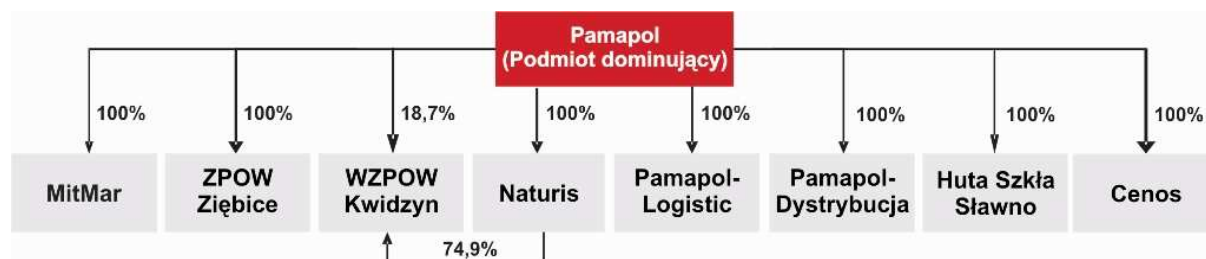 Pamapol
(Podmiot dominujący)
100%
100%
18,7%
100%
100%
100%
100%
100%
MitMar
ZPOW
Ziębice
WZPOW
Kwidzyn
Naturis
Pamapol-
Logistic
Pamapol-
Dystrybucja
Huta Szkła
Sławno
Cenos
74,9%